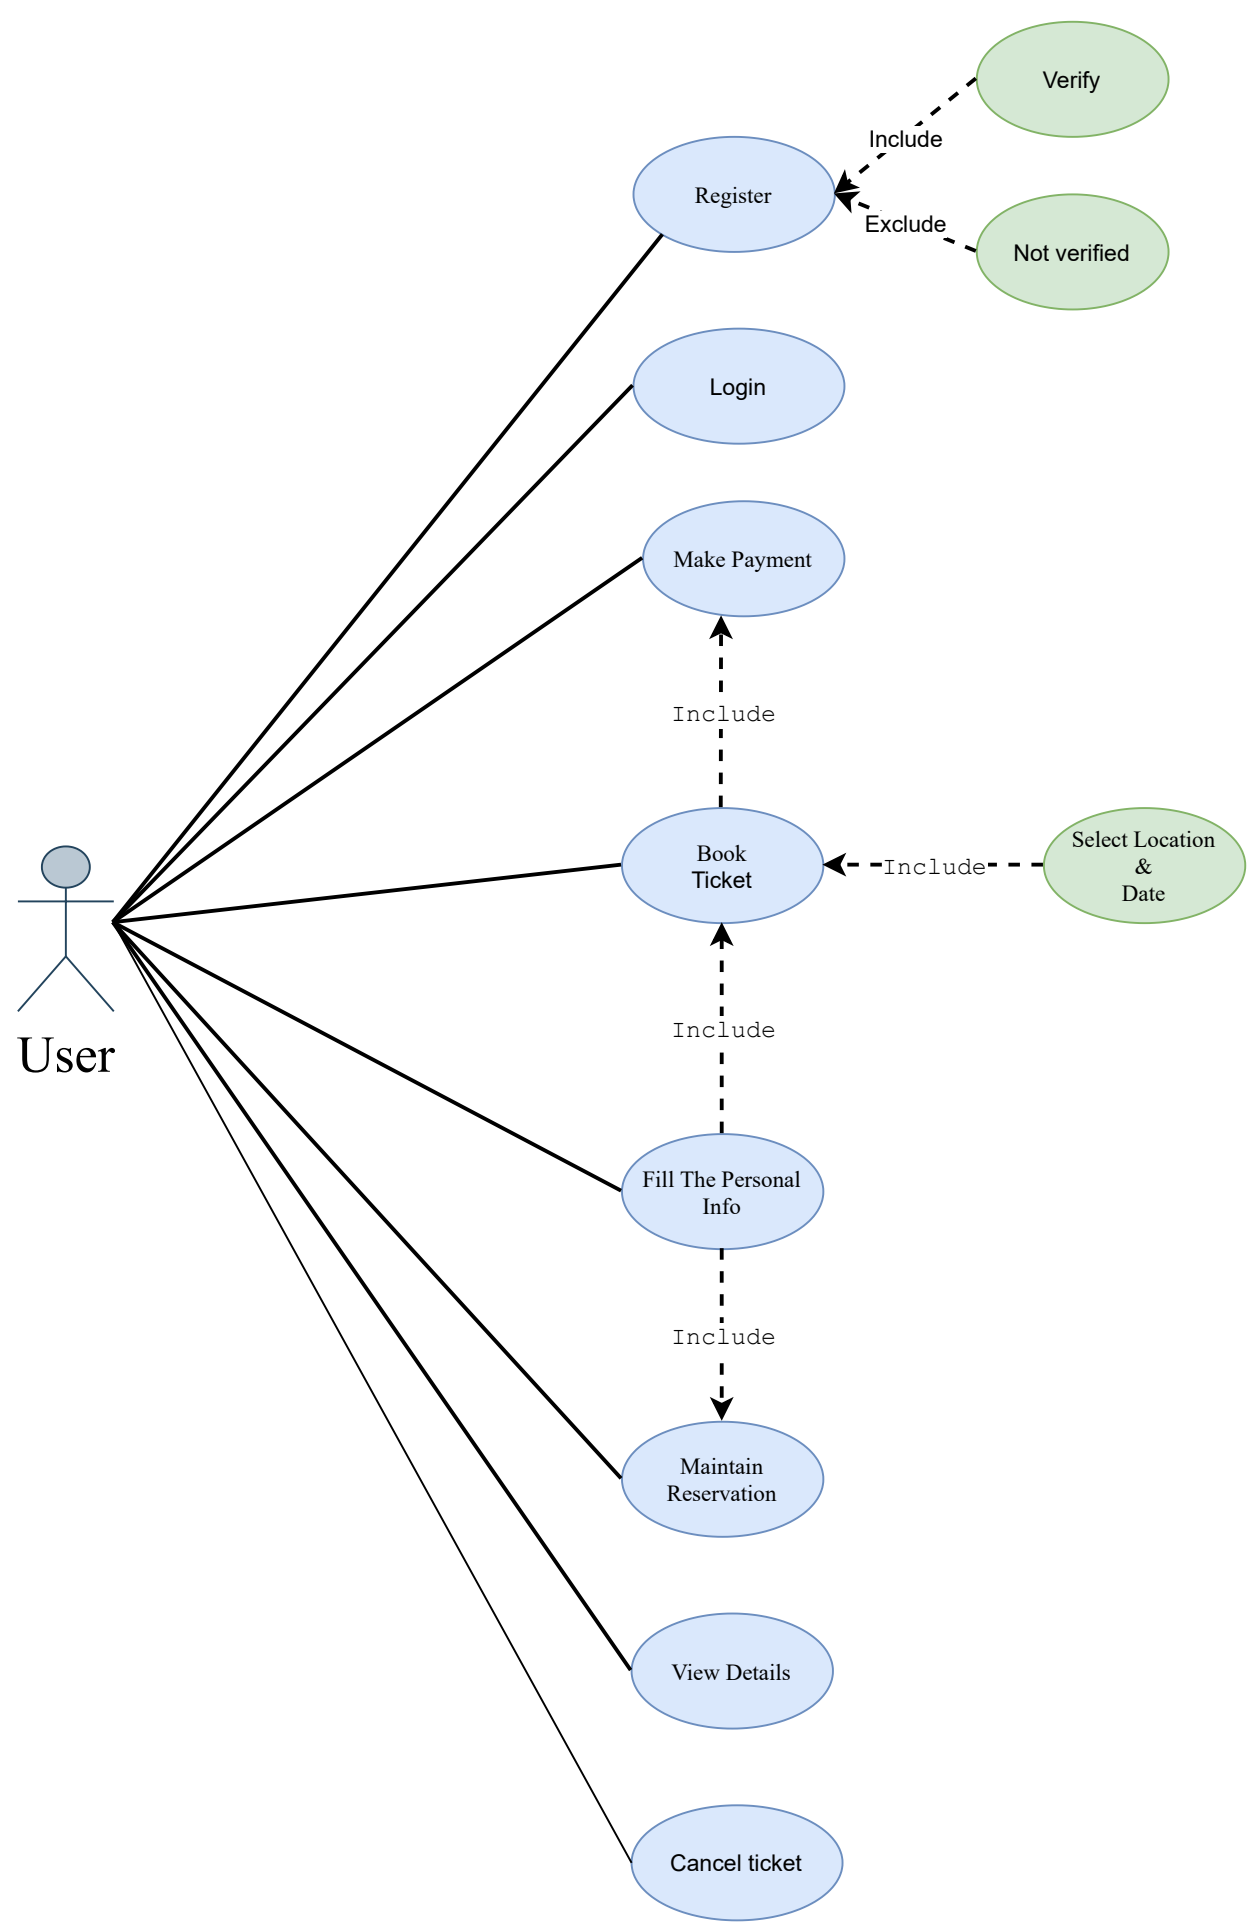 Verify
Include
Register
Exclude
Not verified
Login
Make Payment
Include
Book
Ticket
Include
Select Location
&
Date
User
Include
Fill The Personal
Info
Include
Maintain
Reservation
View Details
Cancel ticket